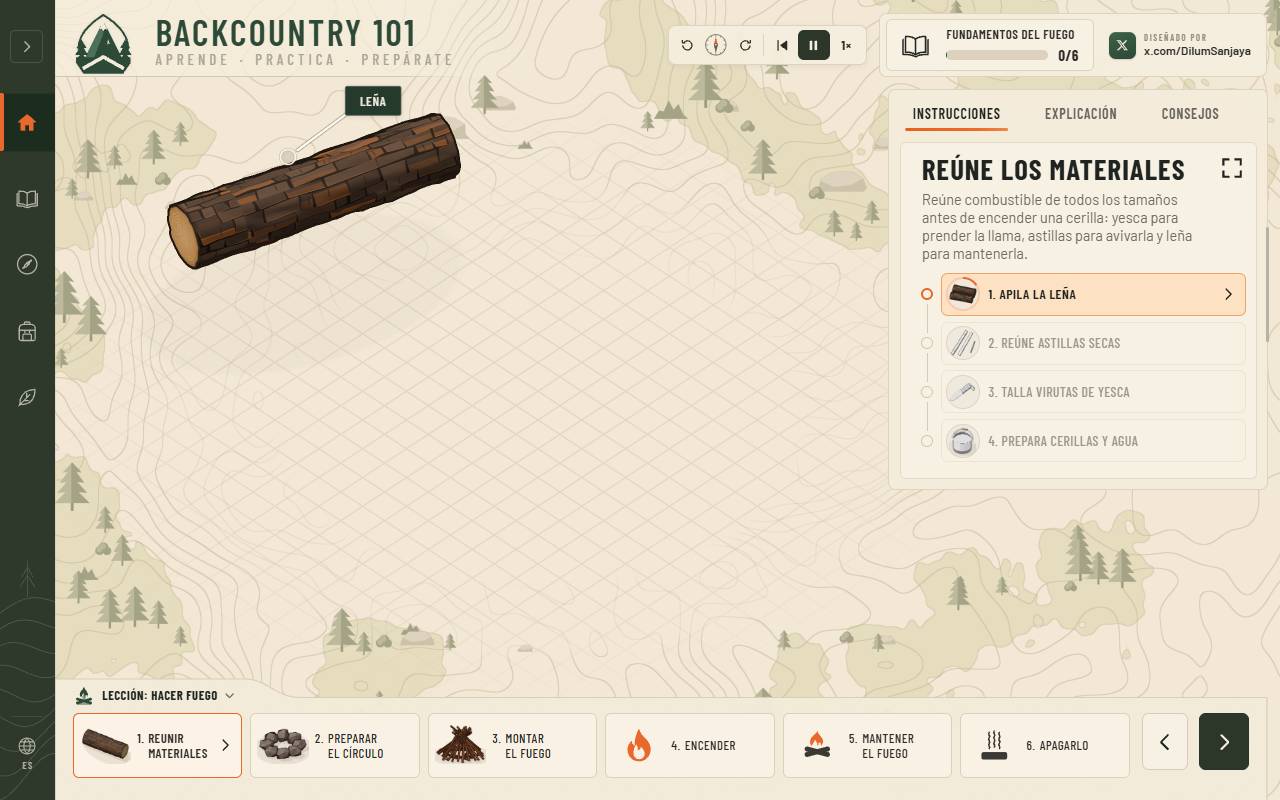 BACKCOUNTRY 101
APRENDE · PRACTICA · PREPÁRATE
1×
FUNDAMENTOS DEL FUEGO
0/6
DISEÑADO POR
x.com/DilumSanjaya
LEÑA
INSTRUCCIONES EXPLICACIÓN CONSEJOS
REÚNE LOS MATERIALES
Reúne combustible de todos los tamaños
antes de encender una cerilla: yesca para
prender la llama, astillas para avivarla y leña
para mantenerla.
1. APILA LA LEÑA
2. REÚNE ASTILLAS SECAS
3. TALLA VIRUTAS DE YESCA
4. PREPARA CERILLAS Y AGUA
LECCIÓN: HACER FUEGO
1. REUNIR
MATERIALES
2. PREPARAR
EL CÍRCULO
3. MONTAR
EL FUEGO
4. ENCENDER
5. MANTENER
EL FUEGO
6. APAGARLO
ES